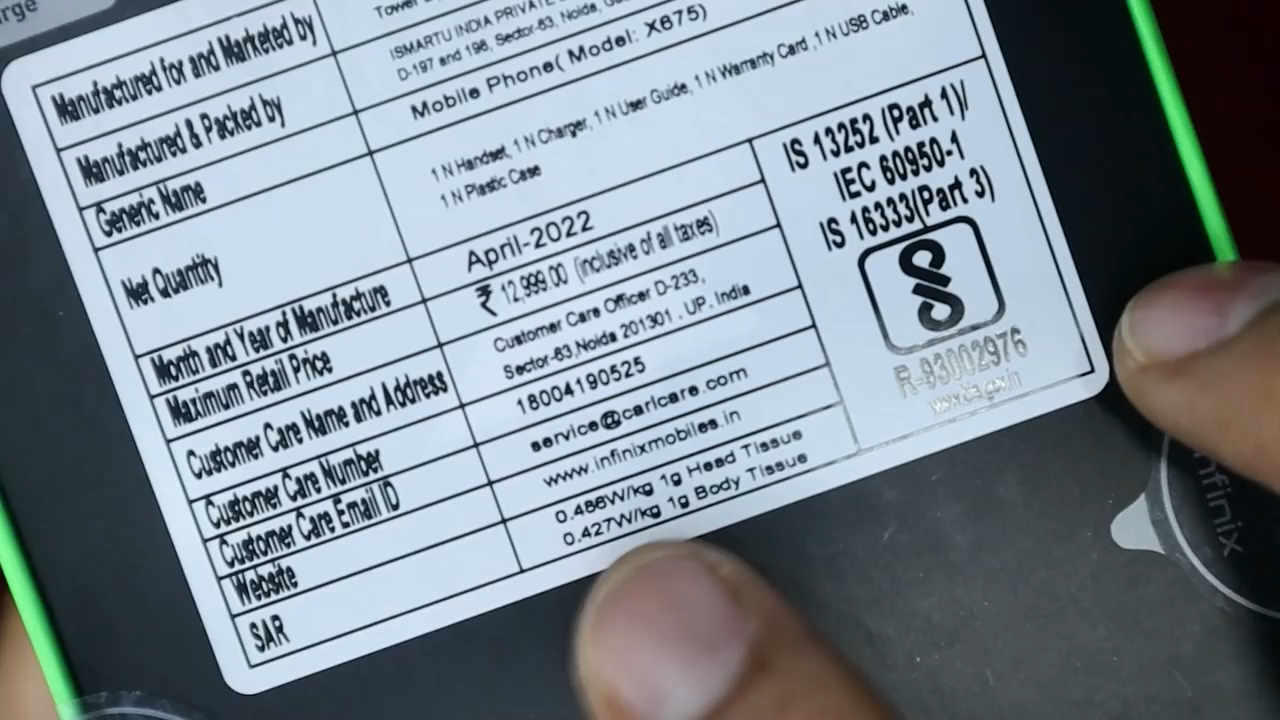 Manufactured for and Marketed by
Tower
Manufactured & Packed by
ISMARTU INDIA PRIVATE
D-197 and 198, Sector-63, Noida,
Generic Name
Mobile Phone( Model: X675)
Net Quantity
1 N Handset, 1 N Charger, 1 N User Guide, 1 N Warranty Card ,1 N USB Cable,
1 N Plastic Case
Month and Year of Manufacture
April-2022
Maximum Retail Price
₹ 12,999.00 (inclusive of all taxes)
Customer Care Name and Address
Customer Care Officer D-233,
Sector-63,Noida 201301 . UP. India
Customer Care Number
18004190525
Customer Care Email ID
service@carlcare.com
Website
www.infinixmobiles.in
SAR
0.486W/kg 1g Head Tissue
0.427W/kg 1g Body Tissue
IS 13252 (Part 1)/
IEC 60950-1
IS 16333(Part 3)
R-93002976
www.bis.gov.in
infinix